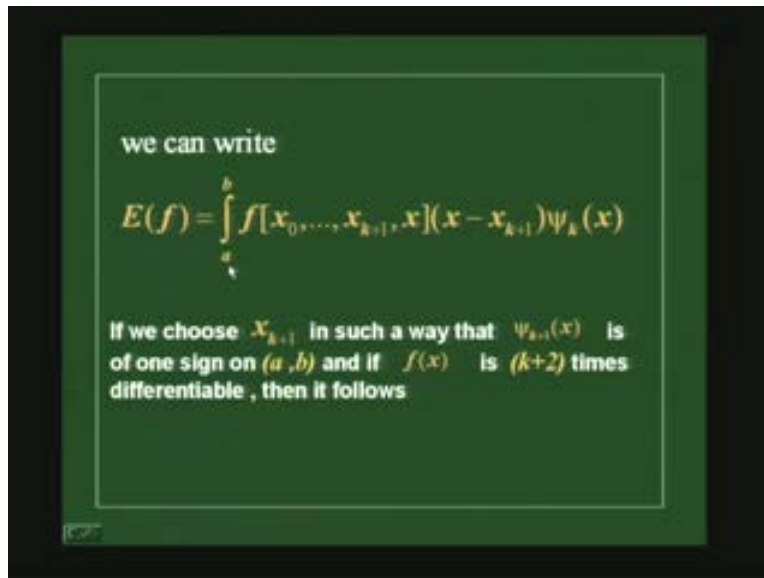 we can write
E(f) = ∫_a^b f[x_0,...,x_{k+1},x](x − x_{k+1})ψ_k(x)
If we choose x_{k+1} in such a way that ψ_{k+1}(x) is
of one sign on (a ,b) and if f(x) is (k+2) times
differentiable , then it follows